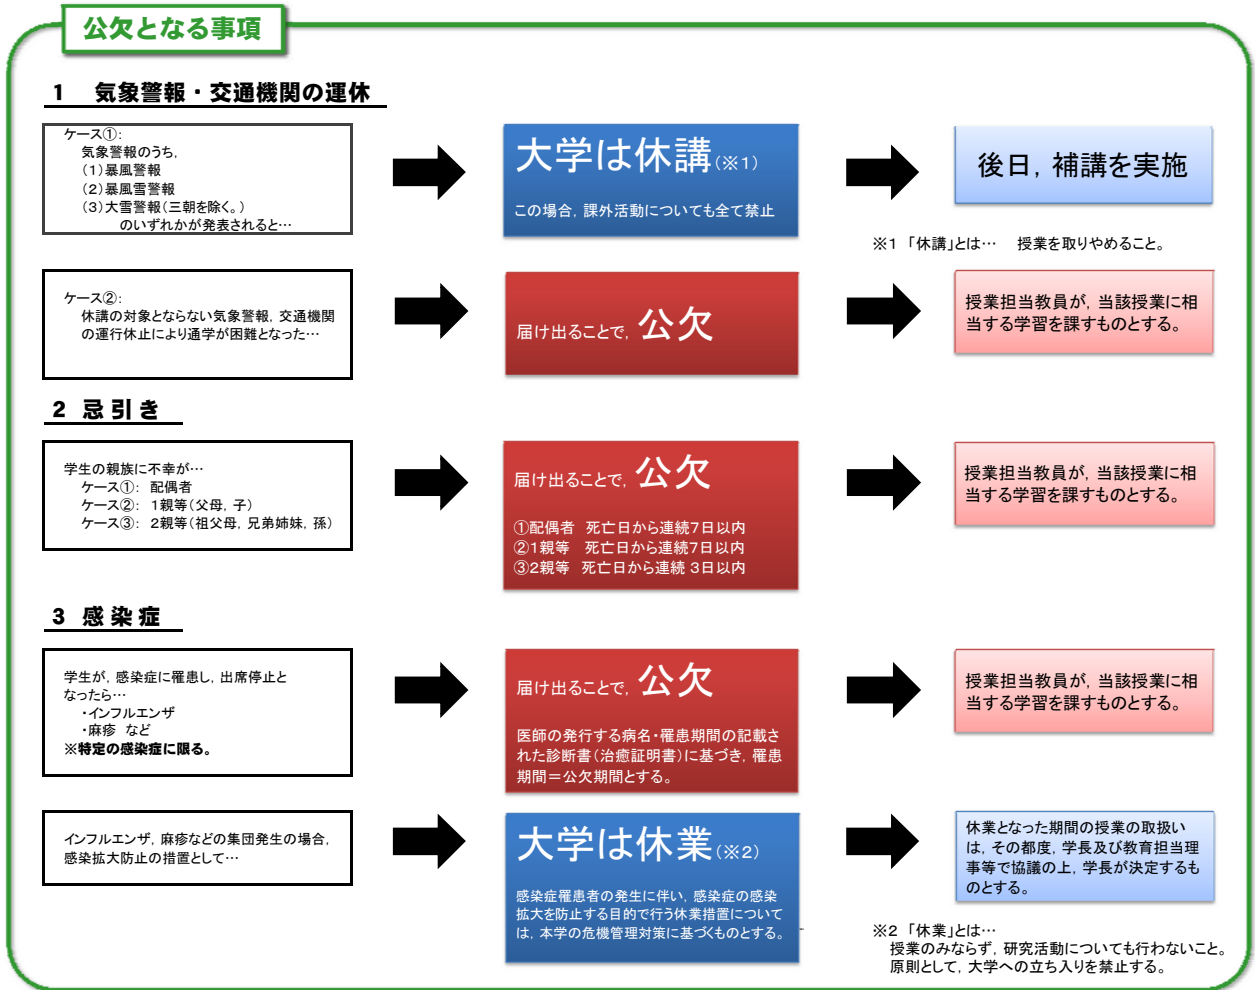 公欠となる事項
1　気象警報・交通機関の運休
ケース①：
気象警報のうち，
（1）暴風警報
（2）暴風雪警報
（3）大雪警報（三朝を除く。）
のいずれかが発表されると…
大学は休講（※1）
この場合，課外活動についても全て禁止
後日，補講を実施
※1　「休講」とは…　授業を取りやめること。
ケース②：
休講の対象とならない気象警報，交通機関
の運行休止により通学が困難となった…
届け出ることで，公欠
授業担当教員が，当該授業に相
当する学習を課すものとする。
2　忌引き
学生の親族に不幸が…
ケース①：　配偶者
ケース②：　1親等（父母，子）
ケース③：　2親等（祖父母，兄弟姉妹，孫）
届け出ることで，公欠
①配偶者　死亡日から連続7日以内
②1親等　死亡日から連続7日以内
③2親等　死亡日から連続 3日以内
授業担当教員が，当該授業に相
当する学習を課すものとする。
3　感染症
学生が，感染症に罹患し，出席停止と
なったら…
・インフルエンザ
・麻疹　など
※特定の感染症に限る。
届け出ることで，公欠
医師の発行する病名・罹患期間の記載さ
れた診断書（治癒証明書）に基づき，罹患
期間＝公欠期間とする。
授業担当教員が，当該授業に相
当する学習を課すものとする。
インフルエンザ，麻疹などの集団発生の場合，
感染拡大防止の措置として…
大学は休業（※2）
感染症罹患者の発生に伴い，感染症の感染
拡大を防止する目的で行う休業措置について
は，本学の危機管理対策に基づくものとする。
休業となった期間の授業の取扱い
は，その都度，学長及び教育担当理
事等で協議の上，学長が決定するも
のとする。
※2　「休業」とは…
授業のみならず，研究活動についても行わないこと。
原則として，大学への立ち入りを禁止する。